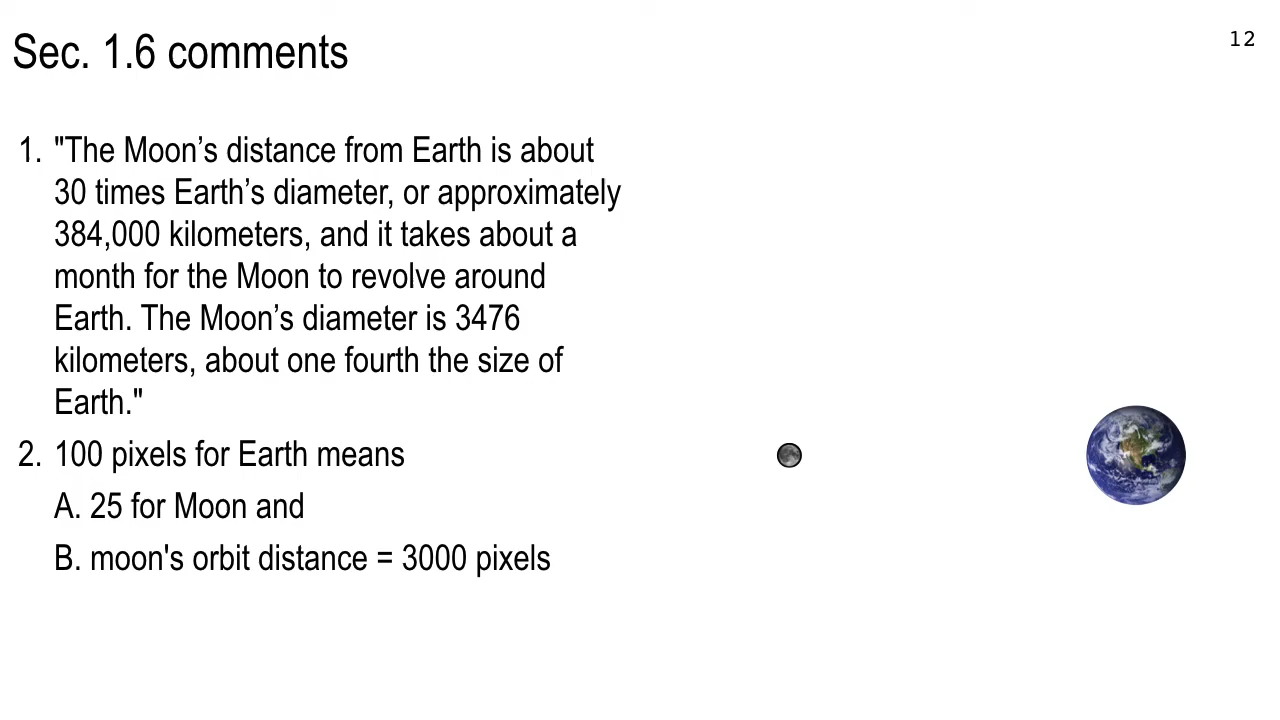 Sec. 1.6 comments
12
1. "The Moon’s distance from Earth is about
30 times Earth’s diameter, or approximately
384,000 kilometers, and it takes about a
month for the Moon to revolve around
Earth. The Moon’s diameter is 3476
kilometers, about one fourth the size of
Earth."
2. 100 pixels for Earth means
A. 25 for Moon and
B. moon's orbit distance = 3000 pixels